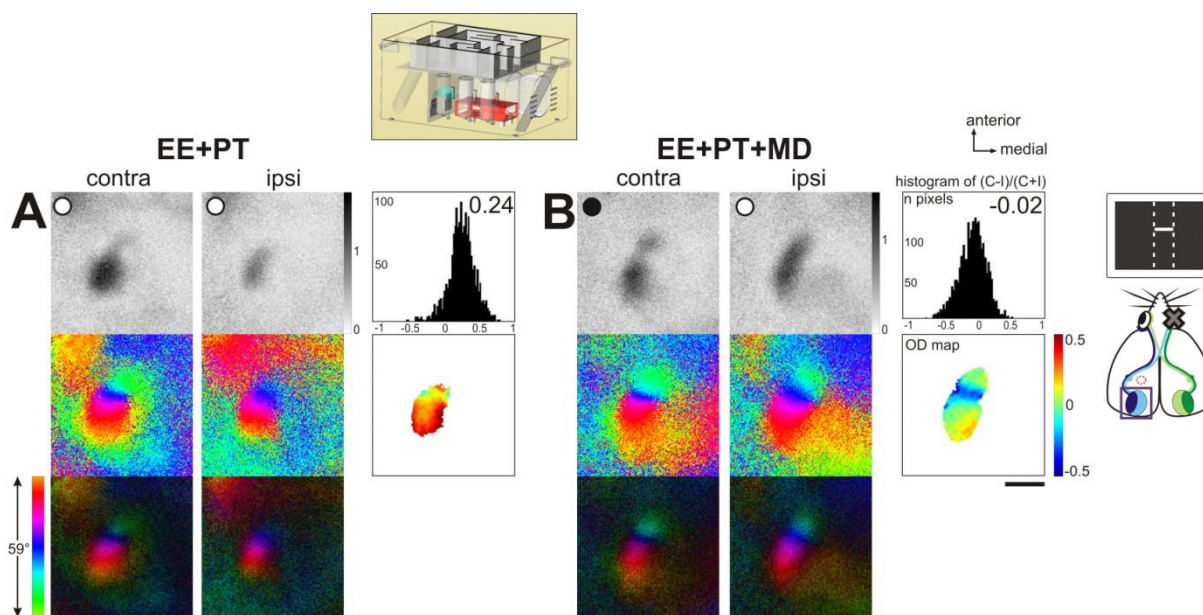 EE+PT
contra
ipsi
A
1
0
0.24
100
50
-1
-0.5
0
0.5
1
59°
EE+PT+MD
contra
ipsi
B
1
0
anterior
medial
histogram of (C-I)/(C+I)
n pixels
-0.02
100
50
-1
-0.5
0
0.5
1
OD map
0.5
0
-0.5